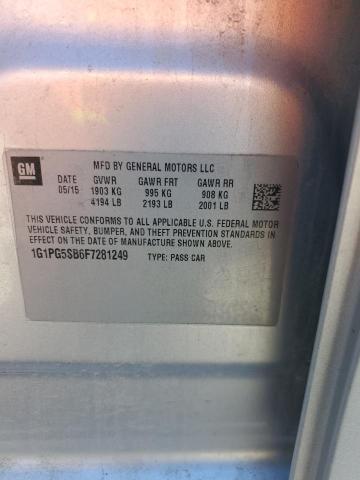 GM
MFD BY GENERAL MOTORS LLC
DATE GVWR GAWR FRT GAWR RR
05/15 1903 KG 995 KG 908 KG
4194 LB 2193 LB 2001 LB
THIS VEHICLE CONFORMS TO ALL APPLICABLE U.S. FEDERAL MOTOR
VEHICLE SAFETY, BUMPER, AND THEFT PREVENTION STANDARDS IN
EFFECT ON THE DATE OF MANUFACTURE SHOWN ABOVE.
1G1PG5SB6F7281249 TYPE: PASS CAR